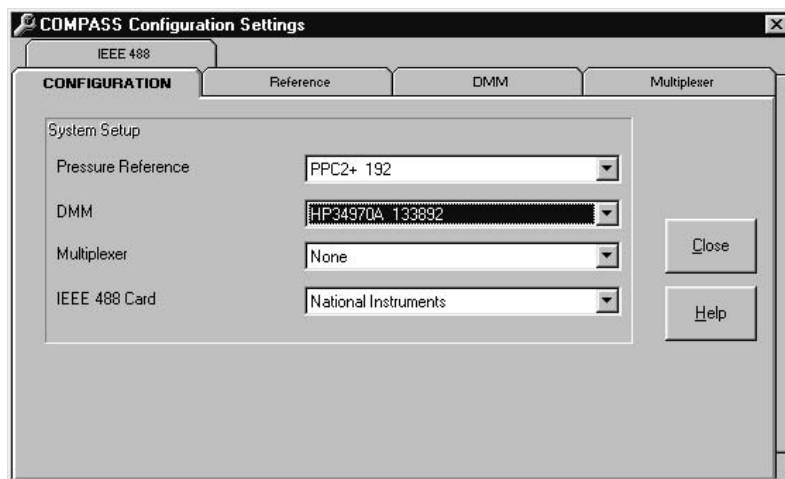 COMPASS Configuration Settings
IEEE 488
CONFIGURATION
Reference
DMM
Multiplexer
System Setup
Pressure Reference
PPC2+ 192
DMM
HP34970A 133892
Multiplexer
None
IEEE 488 Card
National Instruments
Close
Help